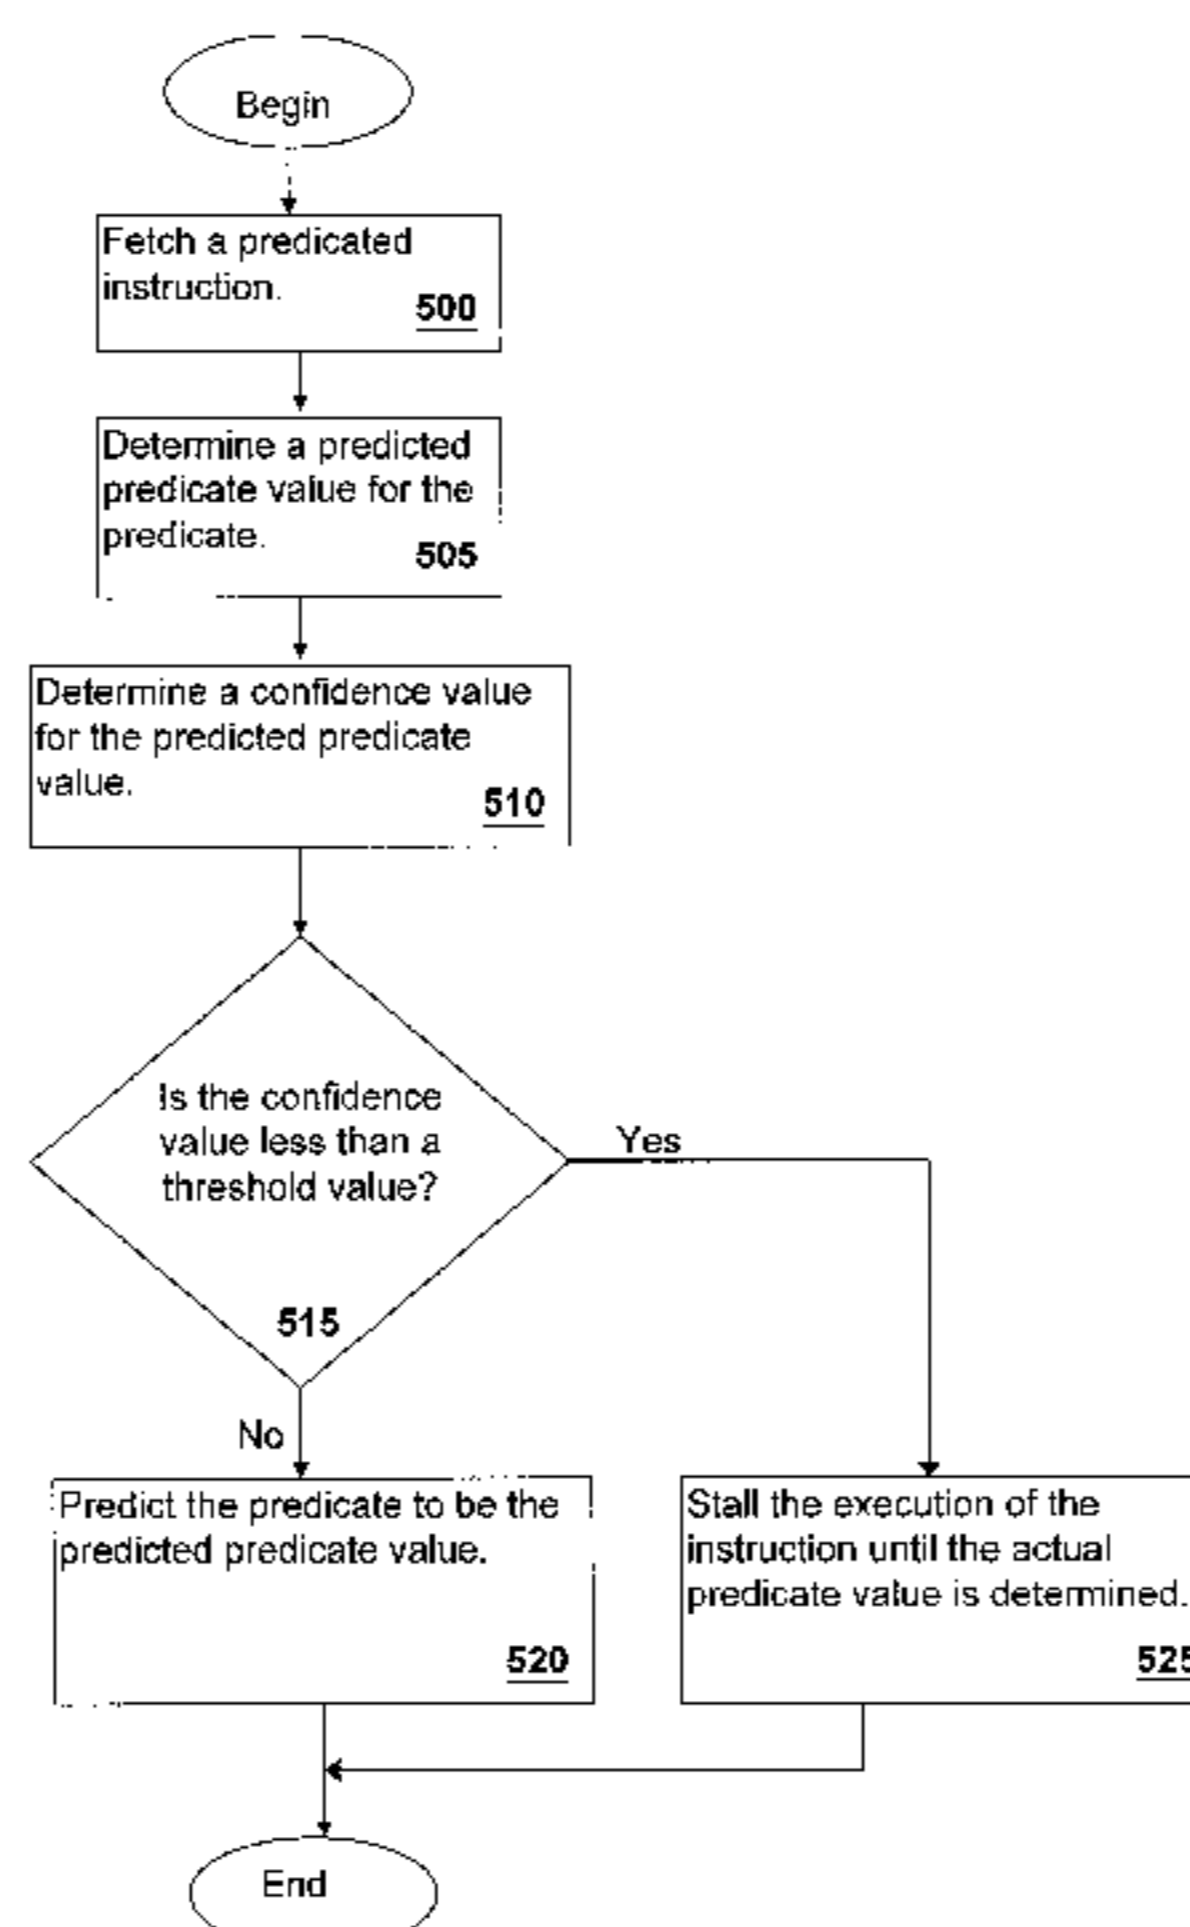 Begin
Fetch a predicated
instruction.
500
Determine a predicted
predicate value for the
predicate.
505
Determine a confidence value
for the predicted predicate
value.
510
Is the confidence
value less than a
threshold value?
515
Yes
No
Predict the predicate to be the
predicted predicate value.
520
Stall the execution of the
instruction until the actual
predicate value is determined.
525
End